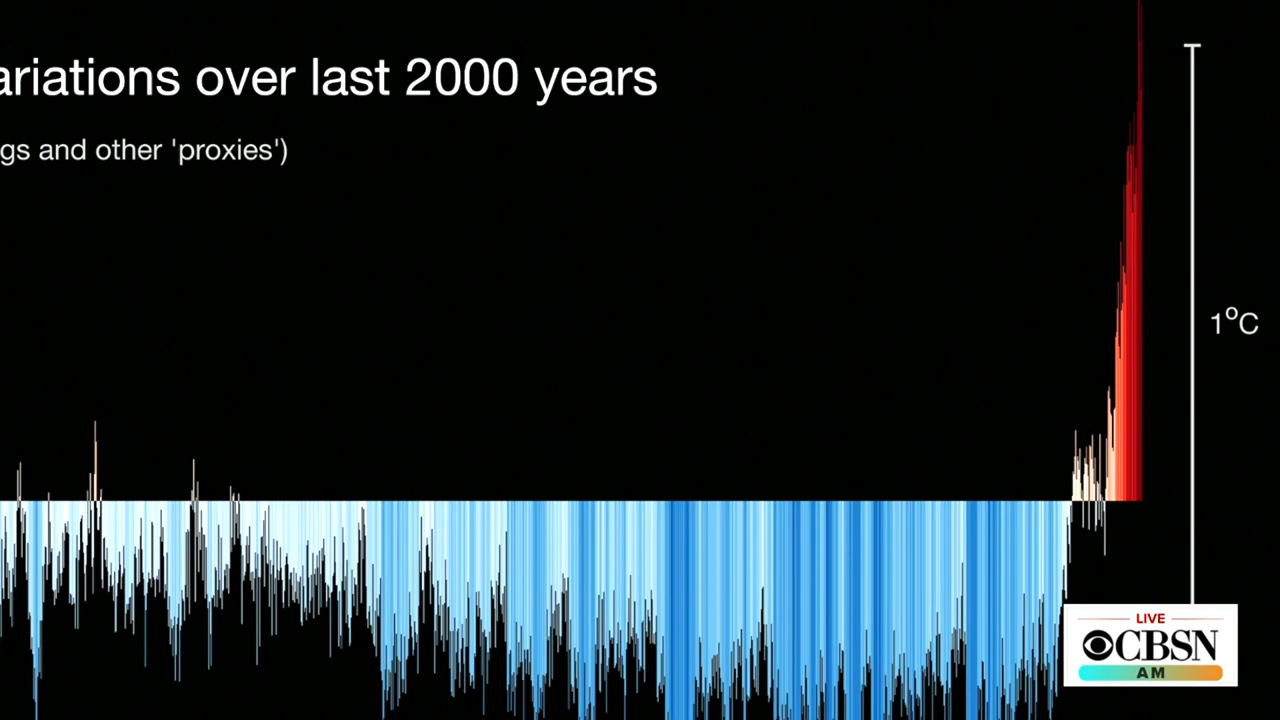 ariations over last 2000 years
gs and other 'proxies')
1°C
LIVE
CBSN
AM